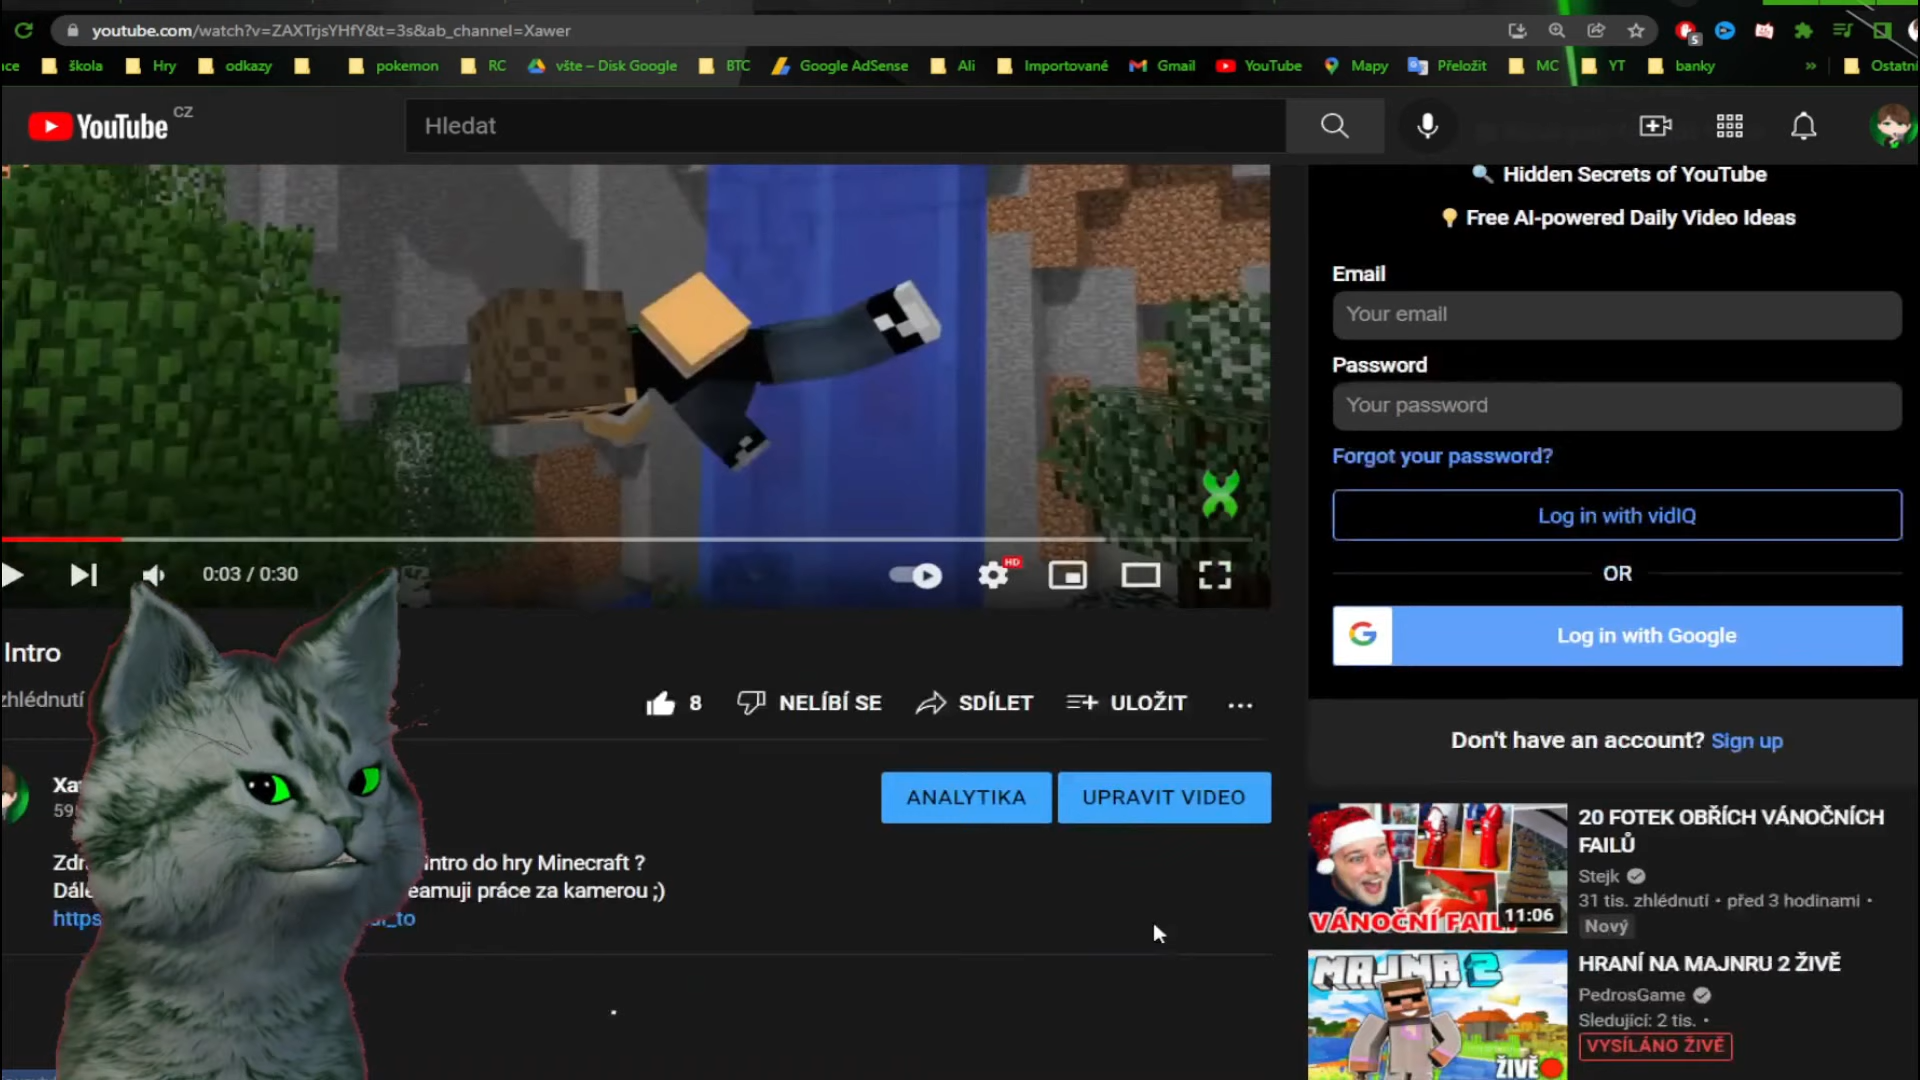 youtube.com/watch?v=ZAXTrjsYHfY&t=3s&ab_channel=Xawer
ce škola Hry odkazy pokemon RC všte – Disk Google BTC Google AdSense Ali Importované Gmail YouTube Mapy Přeložit MC YT banky » Ostatní
YouTube CZ
Hledat
Hidden Secrets of YouTube
Free AI-powered Daily Video Ideas
Email
Your email
Password
Your password
Forgot your password?
Log in with vidIQ
OR
Log in with Google
Don't have an account? Sign up
0:03 / 0:30
HD
Intro
zhlédnutí
8 NELÍBÍ SE SDÍLET ULOŽIT ...
ANALYTIKA UPRAVIT VIDEO
Intro do hry Minecraft ?
eamuji práce za kamerou ;)
https
20 FOTEK OBŘÍCH VÁNOČNÍCH
FAILŮ
Stejk
31 tis. zhlédnutí • před 3 hodinami •
Nový
VÁNOČNÍ FAIL
11:06
HRANÍ NA MAJNRU 2 ŽIVĚ
PedrosGame
Sledující: 2 tis. •
VYSÍLÁNO ŽIVĚ
MAJNR 2
ŽIVĚ